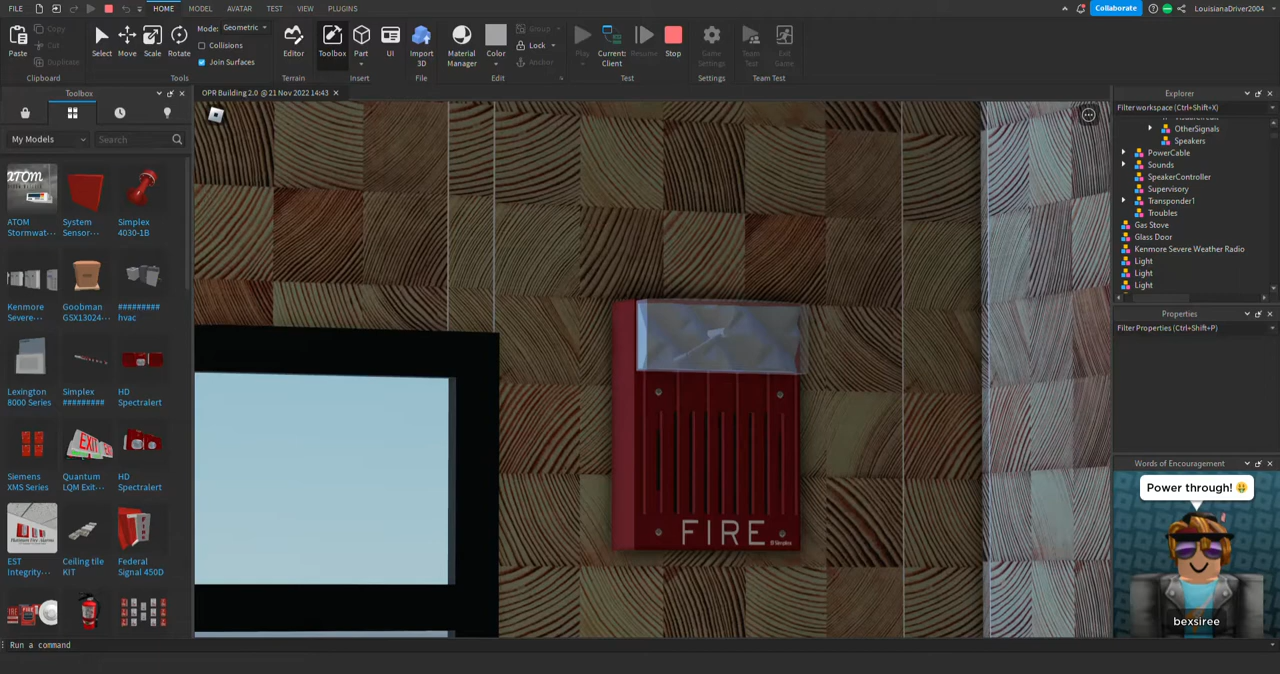 FILE HOME MODEL AVATAR TEST VIEW PLUGINS Collaborate LouisianaDriver2004
Paste Copy Cut Duplicate Select Move Scale Rotate Mode: Geometric Collisions Join Surfaces Editor Toolbox Part UI Import 3D Material Manager Color Group Lock Anchor Play Current: Client Resume Stop Game Settings Team Test Exit Game
Clipboard Tools Terrain Insert File Edit Test Settings Team Test
Toolbox
OPR Building 2.0 @ 21 Nov 2022 14:43
My Models Search
ATOM Stormwat···
System Sensor···
Simplex 4030-1B
Kenmore Severe···
Goobman GSX13024···
######### hvac
Lexington 8000 Series
Simplex #########
HD Spectralert
Siemens XMS Series
Quantum LQM Exit···
HD Spectralert
EST Integrity···
Ceiling tile KIT
Federal Signal 450D
FIRE
Simplex
Explorer
Filter workspace (Ctrl+Shift+X)
OtherSignals
Speakers
PowerCable
Sounds
SpeakerController
Supervisory
Transponder1
Troubles
Gas Stove
Glass Door
Kenmore Severe Weather Radio
Light
Light
Light
Properties
Filter Properties (Ctrl+Shift+P)
Words of Encouragement
Power through! 🤑
bexsiree
Run a command